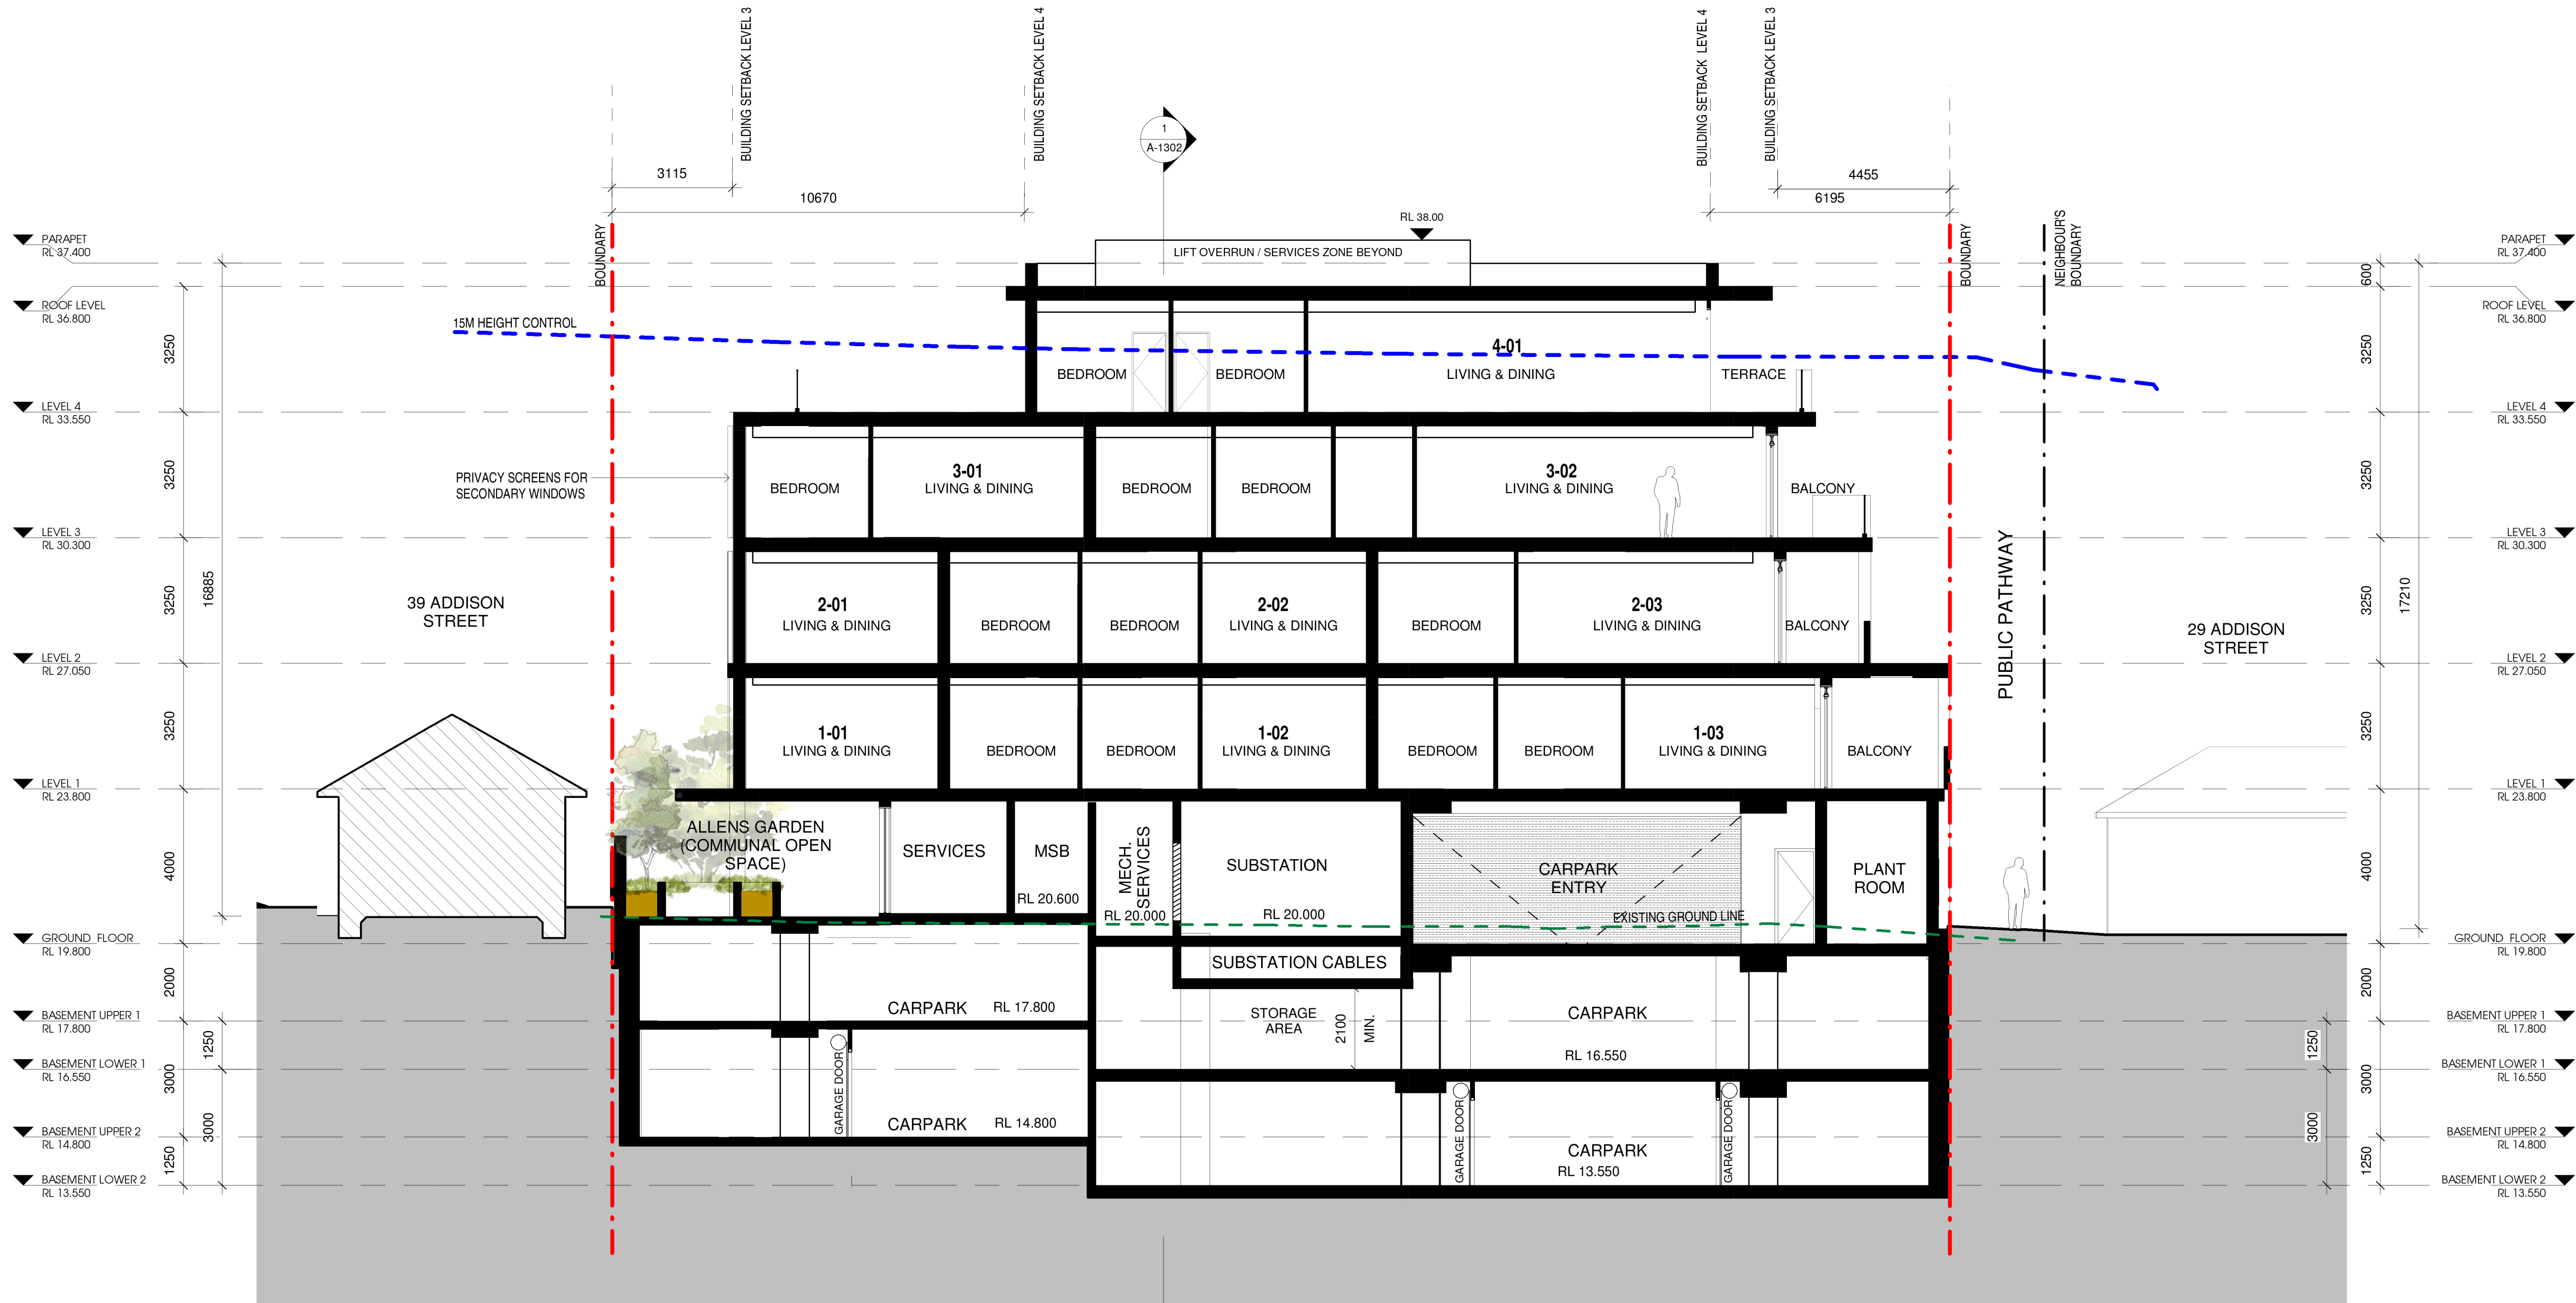 BUILDING SETBACK LEVEL 3
BUILDING SETBACK LEVEL 4
BUILDING SETBACK LEVEL 4
BUILDING SETBACK LEVEL 3
1
A-1302
3115
4455
10670
6195
RL 38.00
BOUNDARY
BOUNDARY
NEIGHBOUR'S
BOUNDARY
PARAPET
RL 37.400
LIFT OVERRUN / SERVICES ZONE BEYOND
PARAPET
RL 37.400
600
ROOF LEVEL
RL 36.800
ROOF LEVEL
RL 36.800
15M HEIGHT CONTROL
3250
3250
4-01
BEDROOM
BEDROOM
LIVING & DINING
TERRACE
LEVEL 4
RL 33.550
LEVEL 4
RL 33.550
PRIVACY SCREENS FOR
SECONDARY WINDOWS
3250
3250
3-01
3-02
BEDROOM
LIVING & DINING
BEDROOM
BEDROOM
LIVING & DINING
BALCONY
LEVEL 3
RL 30.300
LEVEL 3
RL 30.300
16885
17210
3250
3250
39 ADDISON
STREET
PUBLIC PATHWAY
29 ADDISON
STREET
2-01
2-02
2-03
LIVING & DINING
BEDROOM
BEDROOM
LIVING & DINING
BEDROOM
LIVING & DINING
BALCONY
LEVEL 2
RL 27.050
LEVEL 2
RL 27.050
3250
3250
1-01
1-02
1-03
LIVING & DINING
BEDROOM
BEDROOM
LIVING & DINING
BEDROOM
BEDROOM
LIVING & DINING
BALCONY
LEVEL 1
RL 23.800
LEVEL 1
RL 23.800
4000
4000
ALLENS GARDEN
(COMMUNAL OPEN
SPACE)
SERVICES
MSB
RL 20.600
MECH.
SERVICES
RL 20.000
SUBSTATION
RL 20.000
CARPARK
ENTRY
EXISTING GROUND LINE
PLANT
ROOM
GROUND FLOOR
RL 19.800
GROUND FLOOR
RL 19.800
2000
2000
SUBSTATION CABLES
CARPARK
RL 17.800
STORAGE
AREA
2100
MIN.
CARPARK
RL 16.550
BASEMENT UPPER 1
RL 17.800
BASEMENT UPPER 1
RL 17.800
1250
1250
BASEMENT LOWER 1
RL 16.550
BASEMENT LOWER 1
RL 16.550
3000
3000
3000
3000
GARAGE DOOR
CARPARK
RL 14.800
GARAGE DOOR
CARPARK
RL 13.550
GARAGE DOOR
BASEMENT UPPER 2
RL 14.800
BASEMENT UPPER 2
RL 14.800
1250
1250
BASEMENT LOWER 2
RL 13.550
BASEMENT LOWER 2
RL 13.550